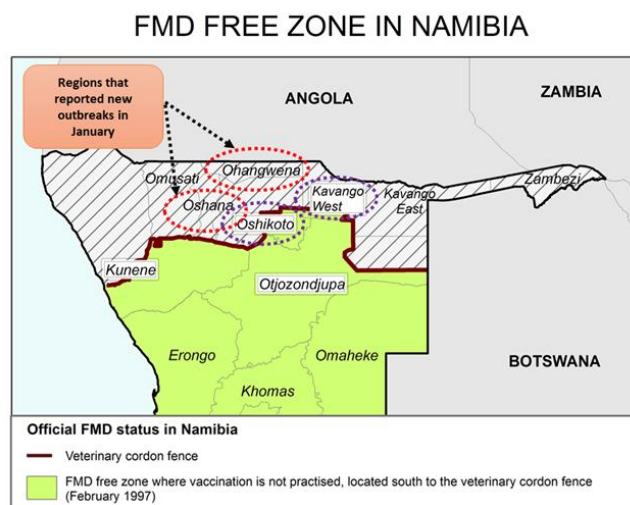 FMD FREE ZONE IN NAMIBIA
Regions that
reported new
outbreaks in
January
ANGOLA
ZAMBIA
Omusati
Ohangwena
Zambezi
Kavango
West
Kavango
East
Oshana
Oshikoto
Kunene
Otjozondjupa
Erongo
Omaheke
BOTSWANA
Khomas
Official FMD status in Namibia
Veterinary cordon fence
FMD free zone where vaccination is not practised, located south to the veterinary cordon fence
(February 1997)